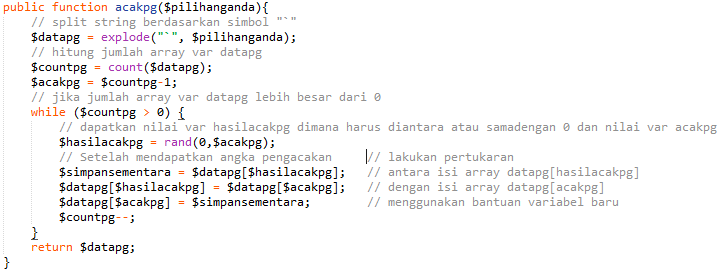 public function acakpg($pilihanganda){
    // split string berdasarkan simbol "`"
    $datapg = explode("`", $pilihanganda);
    // hitung jumlah array var datapg
    $countpg = count($datapg);
    $acakpg = $countpg-1;
    // jika jumlah array var datapg lebih besar dari 0
    while ($countpg > 0) {
        // dapatkan nilai var hasilacakpg dimana harus diantara atau samadengan 0 dan nilai var acakpg
        $hasilacakpg = rand(0,$acakpg);
        // Setelah mendapatkan angka pengacakan    // lakukan pertukaran
        $simpansementara = $datapg[$hasilacakpg];   // antara isi array datapg[hasilacakpg]
        $datapg[$hasilacakpg] = $datapg[$acakpg];   // dengan isi array datapg[acakpg]
        $datapg[$acakpg] = $simpansementara;        // menggunakan bantuan variabel baru
        $countpg--;
    }
    return $datapg;
}